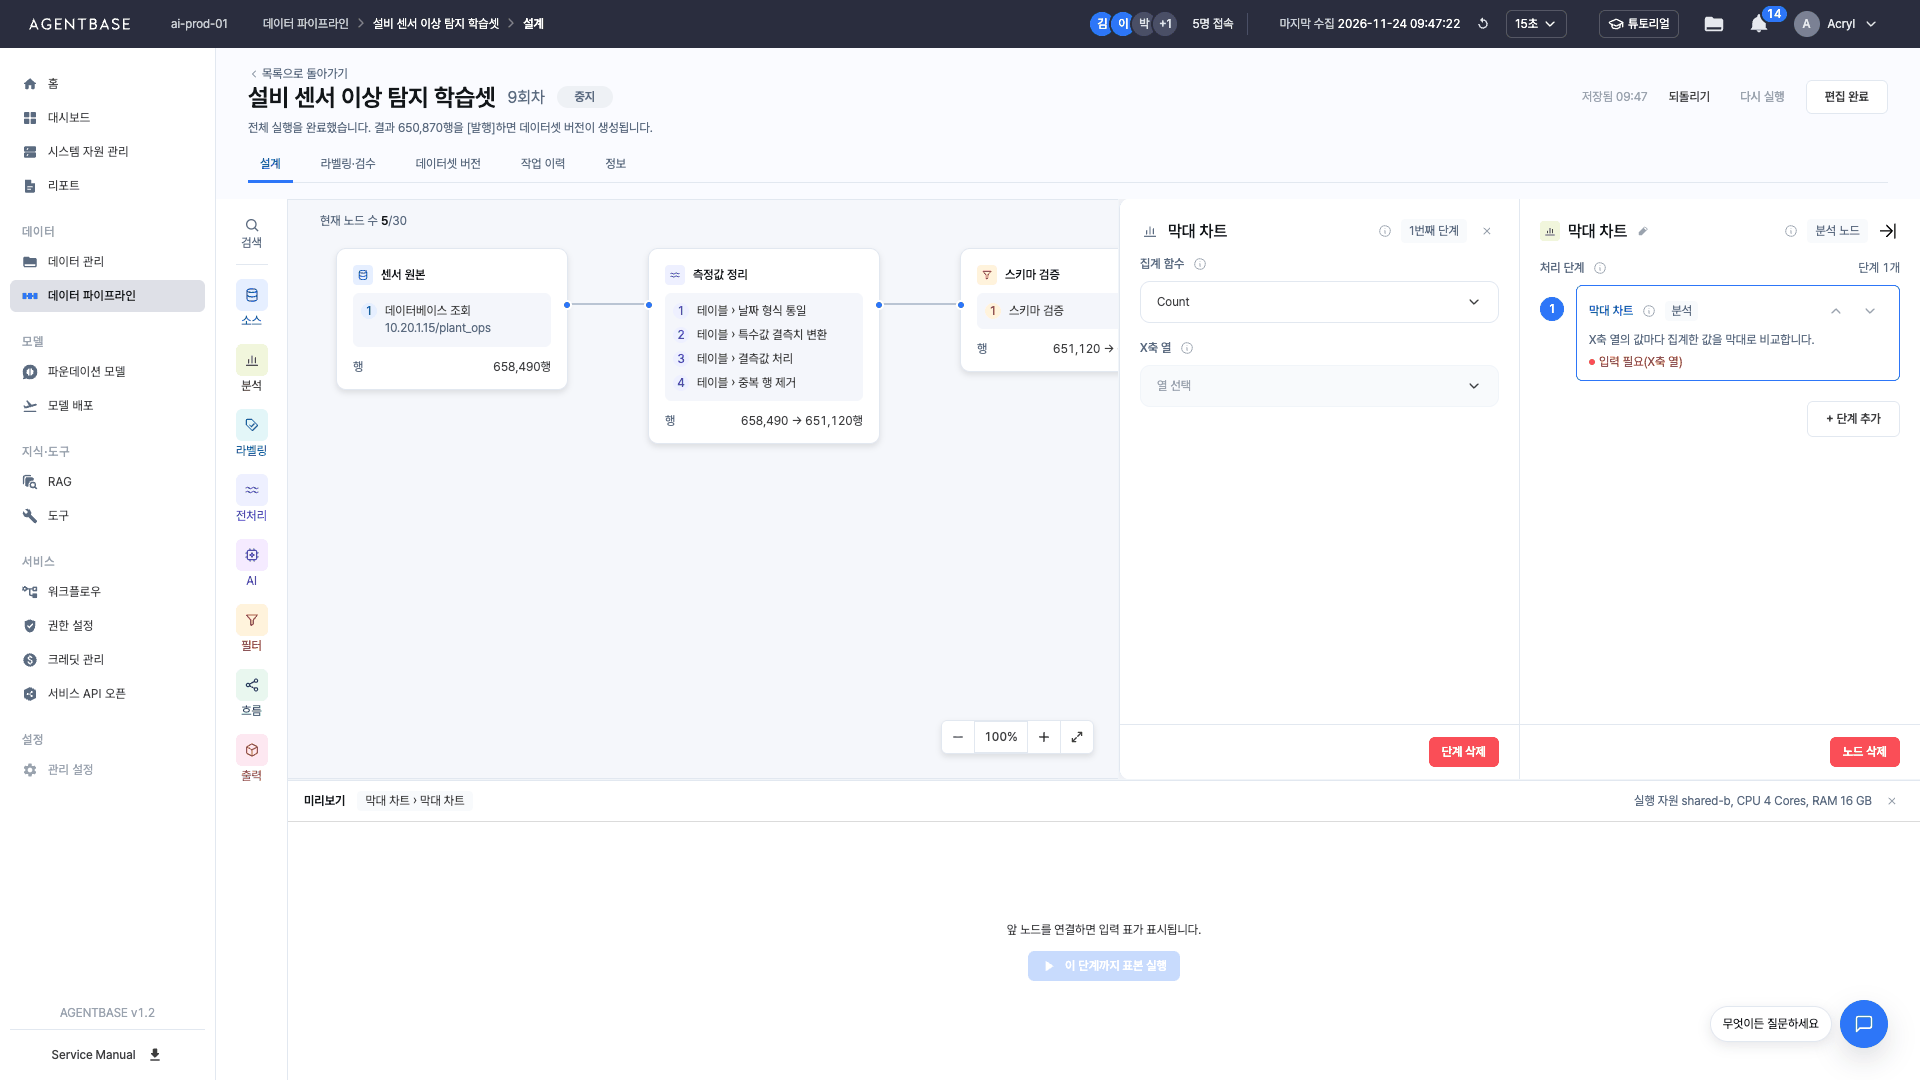 AGENTBASE
ai-prod-01
데이터 파이프라인 > 설비 센서 이상 탐지 학습셋 > 설계
김 이 박 +1 5명 접속
마지막 수집 2026-11-24 09:47:22
15초
튜토리얼
14
A Acryl
홈
대시보드
시스템 자원 관리
리포트
데이터
데이터 관리
데이터 파이프라인
모델
파운데이션 모델
모델 배포
지식·도구
RAG
도구
서비스
워크플로우
권한 설정
크레딧 관리
서비스 API 오픈
설정
관리 설정
AGENTBASE v1.2
Service Manual
목록으로 돌아가기
설비 센서 이상 탐지 학습셋 9회차 중지
저장됨 09:47 되돌리기 다시 실행 편집 완료
전체 실행을 완료했습니다. 결과 650,870행을 [발행]하면 데이터셋 버전이 생성됩니다.
설계 라벨링·검수 데이터셋 버전 작업 이력 정보
검색
소스
분석
라벨링
전처리
AI
필터
흐름
출력
현재 노드 수 5/30
센서 원본
1 데이터베이스 조회
10.20.1.15/plant_ops
행 658,490행
측정값 정리
1 테이블 › 날짜 형식 통일
2 테이블 › 특수값 결측치 변환
3 테이블 › 결측값 처리
4 테이블 › 중복 행 제거
행 658,490 → 651,120행
스키마 검증
1 스키마 검증
행 651,120 →
100%
막대 차트 1번째 단계
집계 함수
Count
X축 열
열 선택
단계 삭제
막대 차트 분석 노드
처리 단계 단계 1개
1 막대 차트 분석
X축 열의 값마다 집계한 값을 막대로 비교합니다.
입력 필요(X축 열)
+ 단계 추가
노드 삭제
미리보기 막대 차트 › 막대 차트
실행 자원 shared-b, CPU 4 Cores, RAM 16 GB
앞 노드를 연결하면 입력 표가 표시됩니다.
이 단계까지 표본 실행
무엇이든 질문하세요